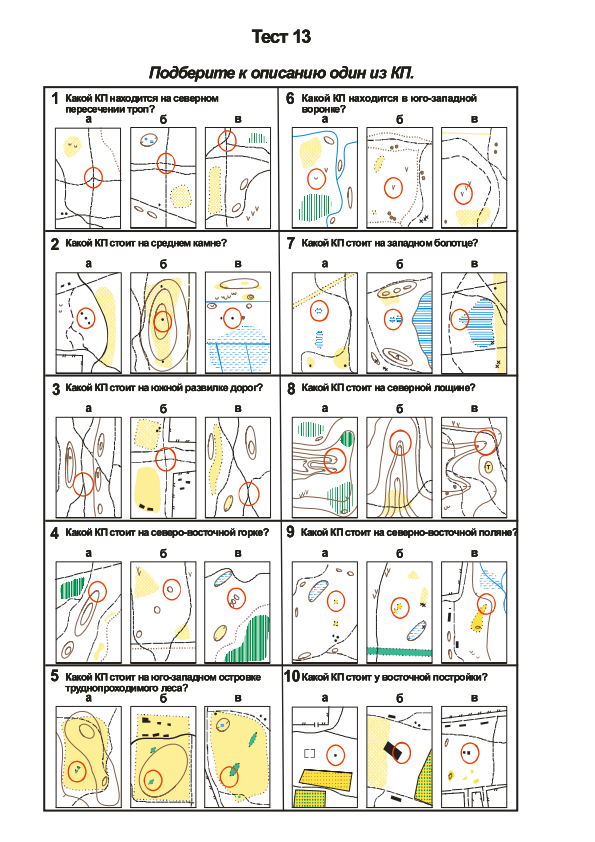 Тест 13
Подберите к описанию один из КП.
1 Какой КП находится на северном
пересечении троп?
а б в
6 Какой КП находится в юго-западной
воронке?
а б в
2 Какой КП стоит на среднем камне?
а б в
7 Какой КП стоит на западном болотце?
а б в
3 Какой КП стоит на южной развилке дорог?
а б в
8 Какой КП стоит на северной лощине?
а б в
4 Какой КП стоит на северо-восточной горке?
а б в
9 Какой КП стоит на северно-восточной поляне?
а б в
5 Какой КП стоит на юго-западном островке
труднопроходимого леса?
а б в
10 Какой КП стоит у восточной постройки?
а б в